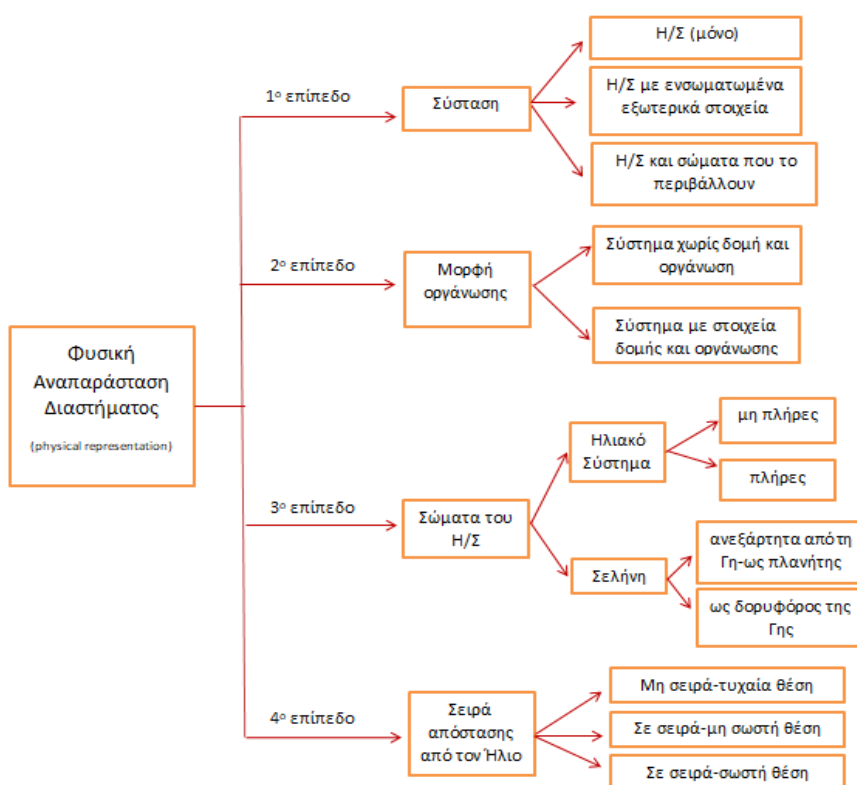 Φυσική
Αναπαράσταση
Διαστήματος
(physical representation)
1ο επίπεδο
Σύσταση
Η/Σ (μόνο)
Η/Σ με ενσωματωμένα
εξωτερικά στοιχεία
Η/Σ και σώματα που το
περιβάλλουν
2ο επίπεδο
Μορφή
οργάνωσης
Σύστημα χωρίς δομή και
οργάνωση
Σύστημα με στοιχεία
δομής και οργάνωσης
3ο επίπεδο
Σώματα του
Η/Σ
Ηλιακό
Σύστημα
μη πλήρες
πλήρες
Σελήνη
ανεξάρτητα απότη
Γη-ως πλανήτης
ως δορυφόρος της
Γης
4ο επίπεδο
Σειρά
απόστασης
από τον Ήλιο
Μη σειρά-τυχαία θέση
Σε σειρά-μη σωστή θέση
Σε σειρά-σωστή θέση